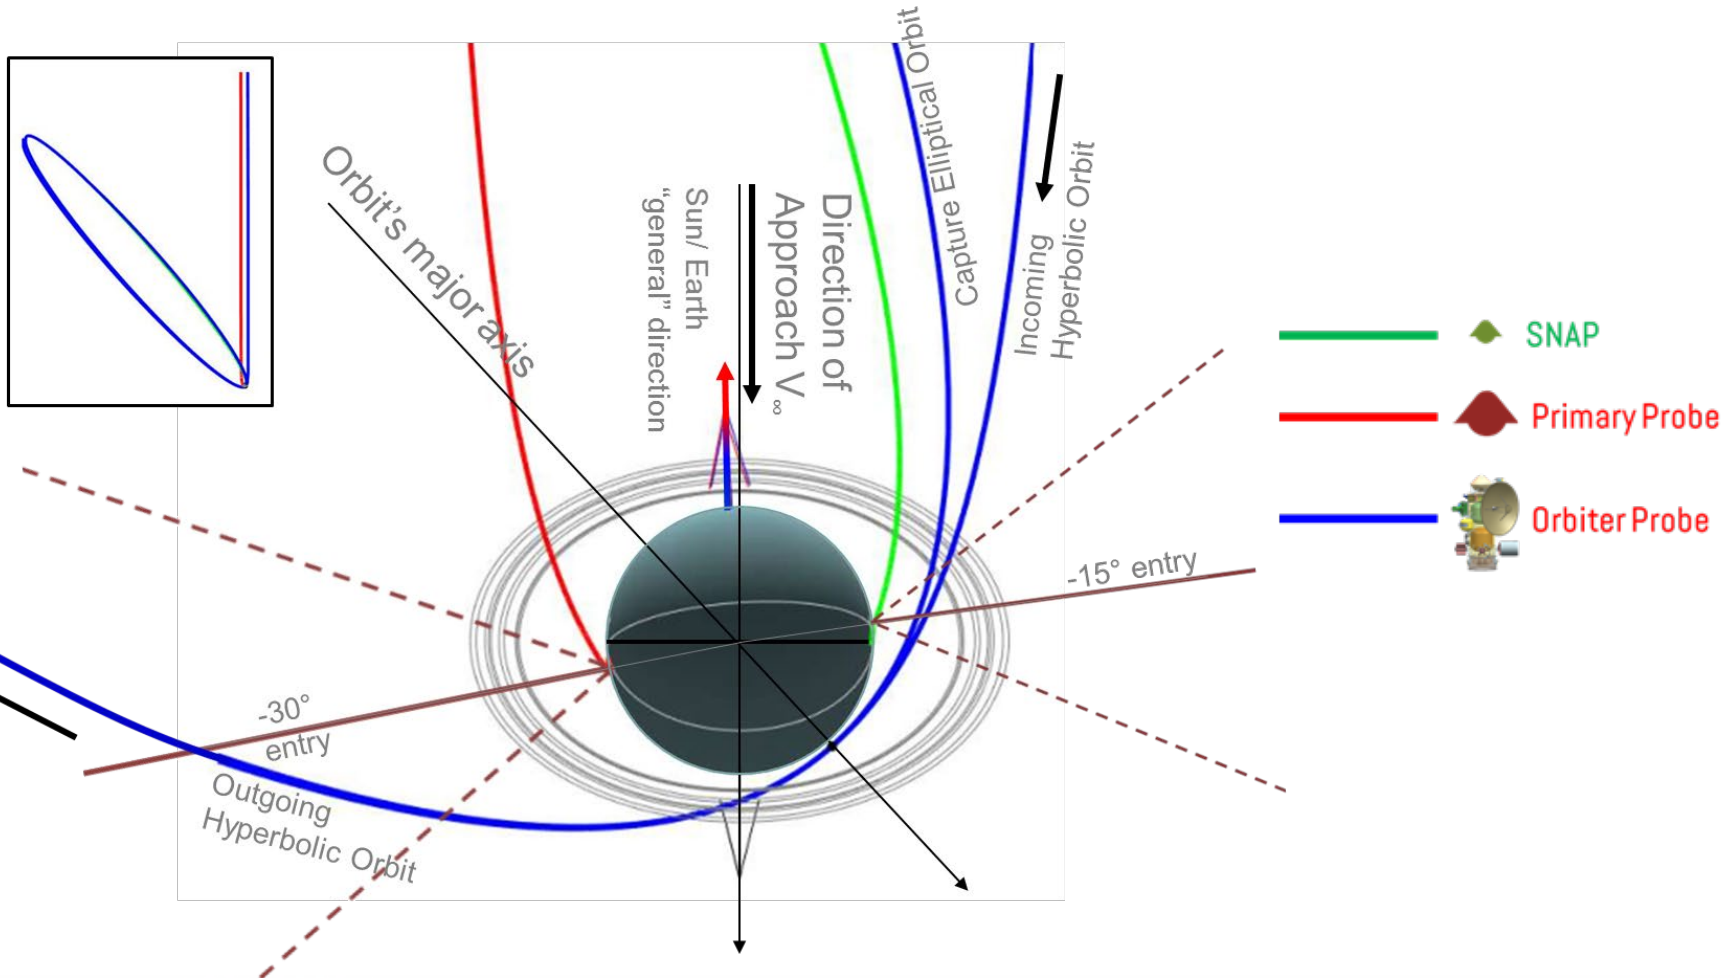 Orbit's major axis
Sun/ Earth
“general” direction
Direction of
Approach V∞
Capture Elliptical Orbit
Incoming
Hyperbolic Orbit
-15° entry
-30°
entry
Outgoing
Hyperbolic Orbit
SNAP
Primary Probe
Orbiter Probe